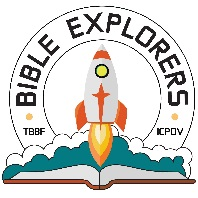 · BIBLE EXPLORERS ·
TBBF
ICPOV